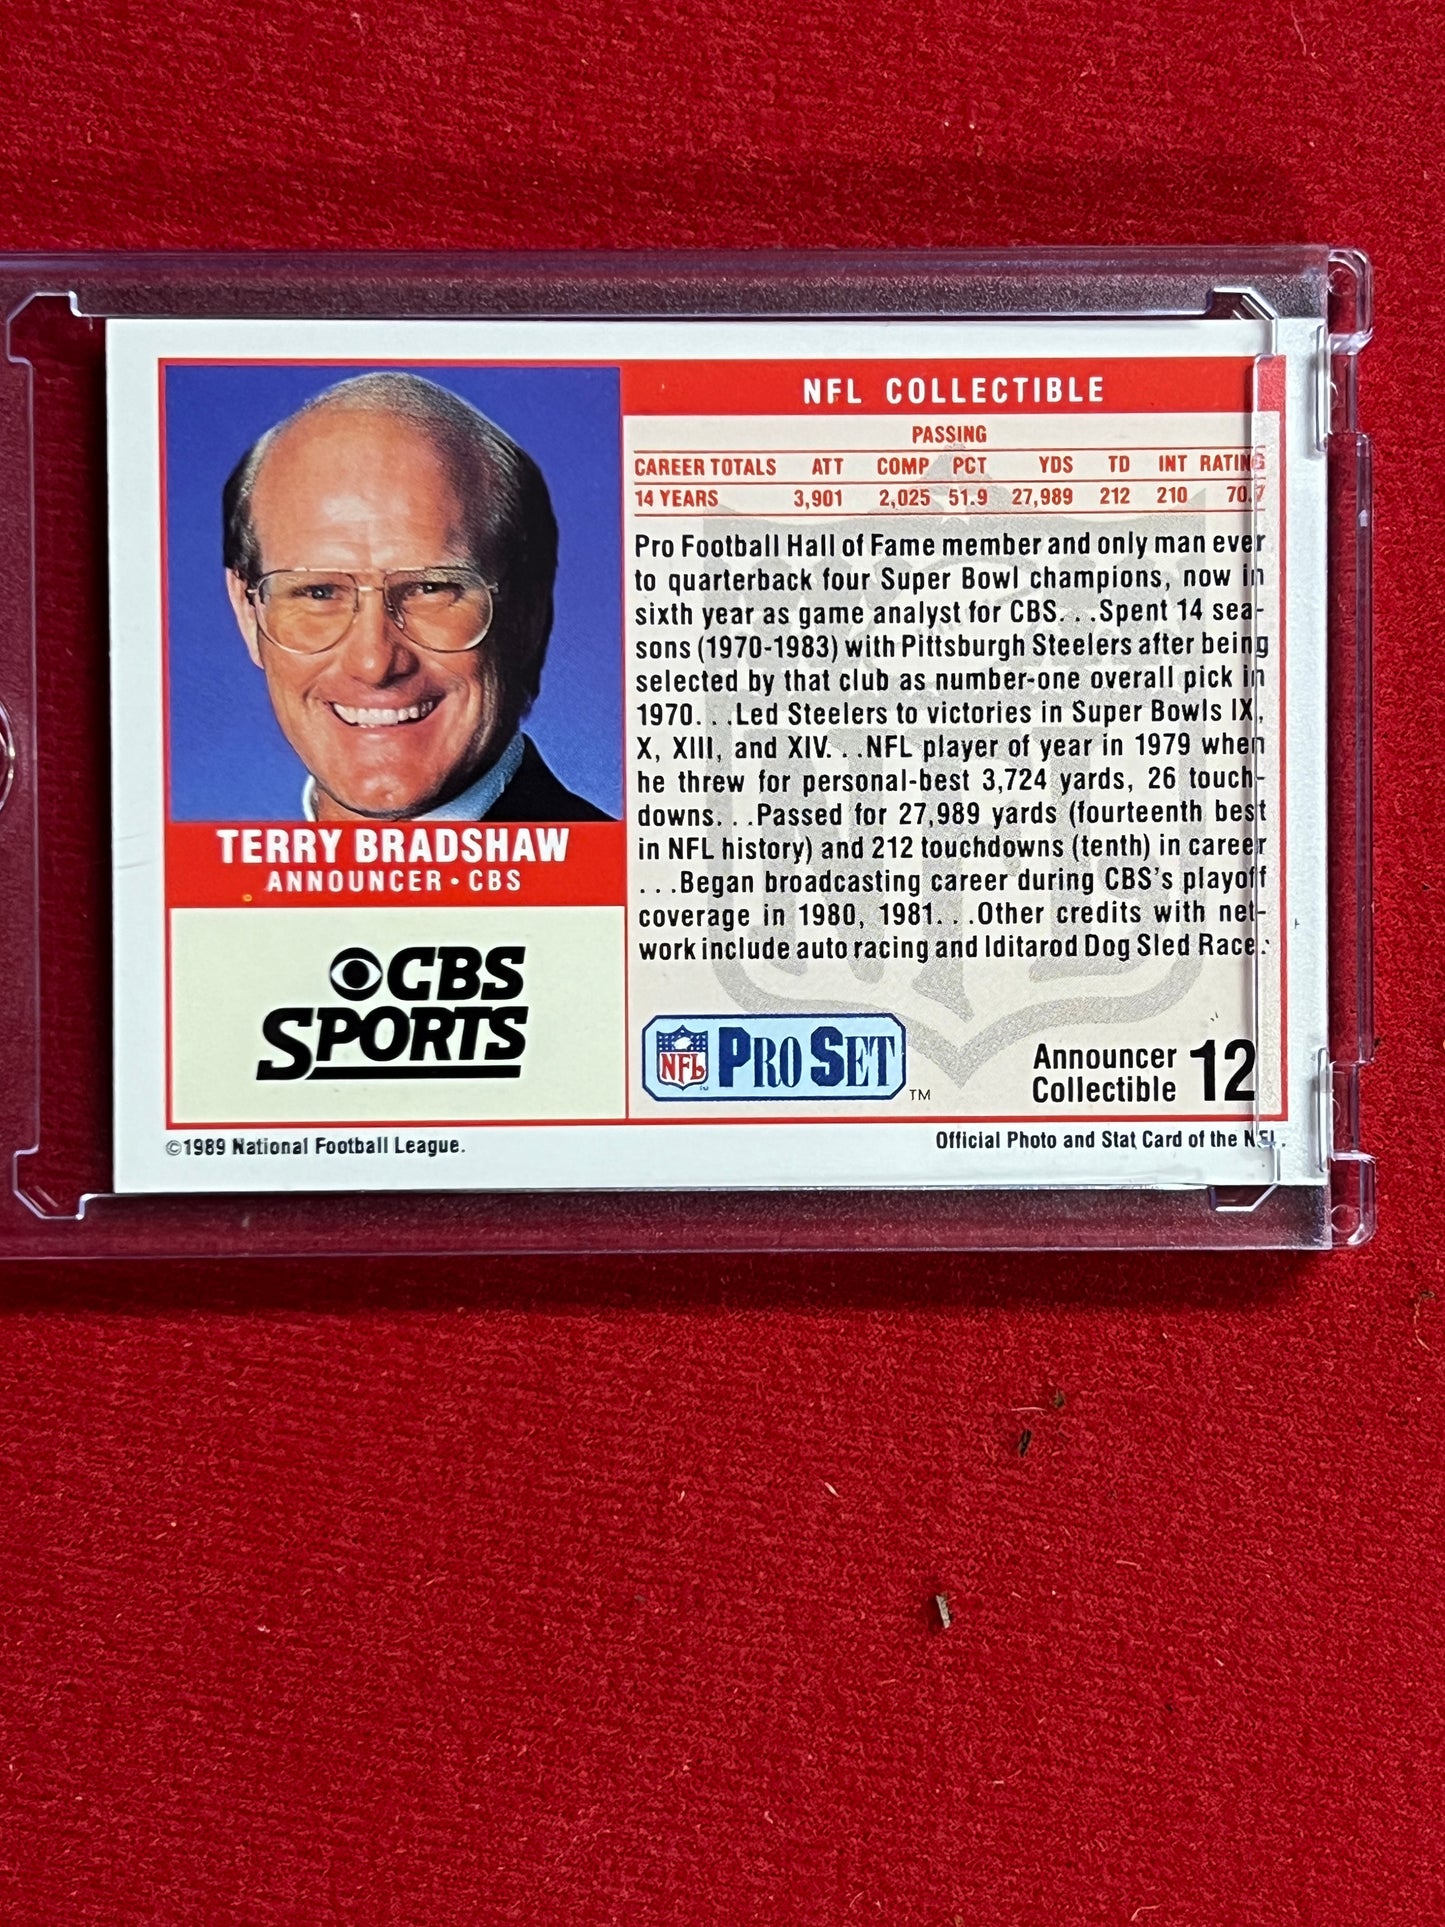 NFL COLLECTIBLE
PASSING
CAREER TOTALS ATT COMP PCT YDS TD INT RATING
14 YEARS 3,901 2,025 51.9 27,989 212 210 70.7
Pro Football Hall of Fame member and only man ever
to quarterback four Super Bowl champions, now in
sixth year as game analyst for CBS. . .Spent 14 sea-
sons (1970-1983) with Pittsburgh Steelers after being
selected by that club as number-one overall pick in
1970. . .Led Steelers to victories in Super Bowls IX,
X, XIII, and XIV. . .NFL player of year in 1979 when
he threw for personal-best 3,724 yards, 26 touch-
downs. . .Passed for 27,989 yards (fourteenth best
in NFL history) and 212 touchdowns (tenth) in career
. . .Began broadcasting career during CBS's playoff
coverage in 1980, 1981. . .Other credits with net-
work include auto racing and Iditarod Dog Sled Race.
TERRY BRADSHAW
ANNOUNCER • CBS
CBS
SPORTS
NFL PRO SET TM
Announcer
Collectible 12
©1989 National Football League.
Official Photo and Stat Card of the NFL.